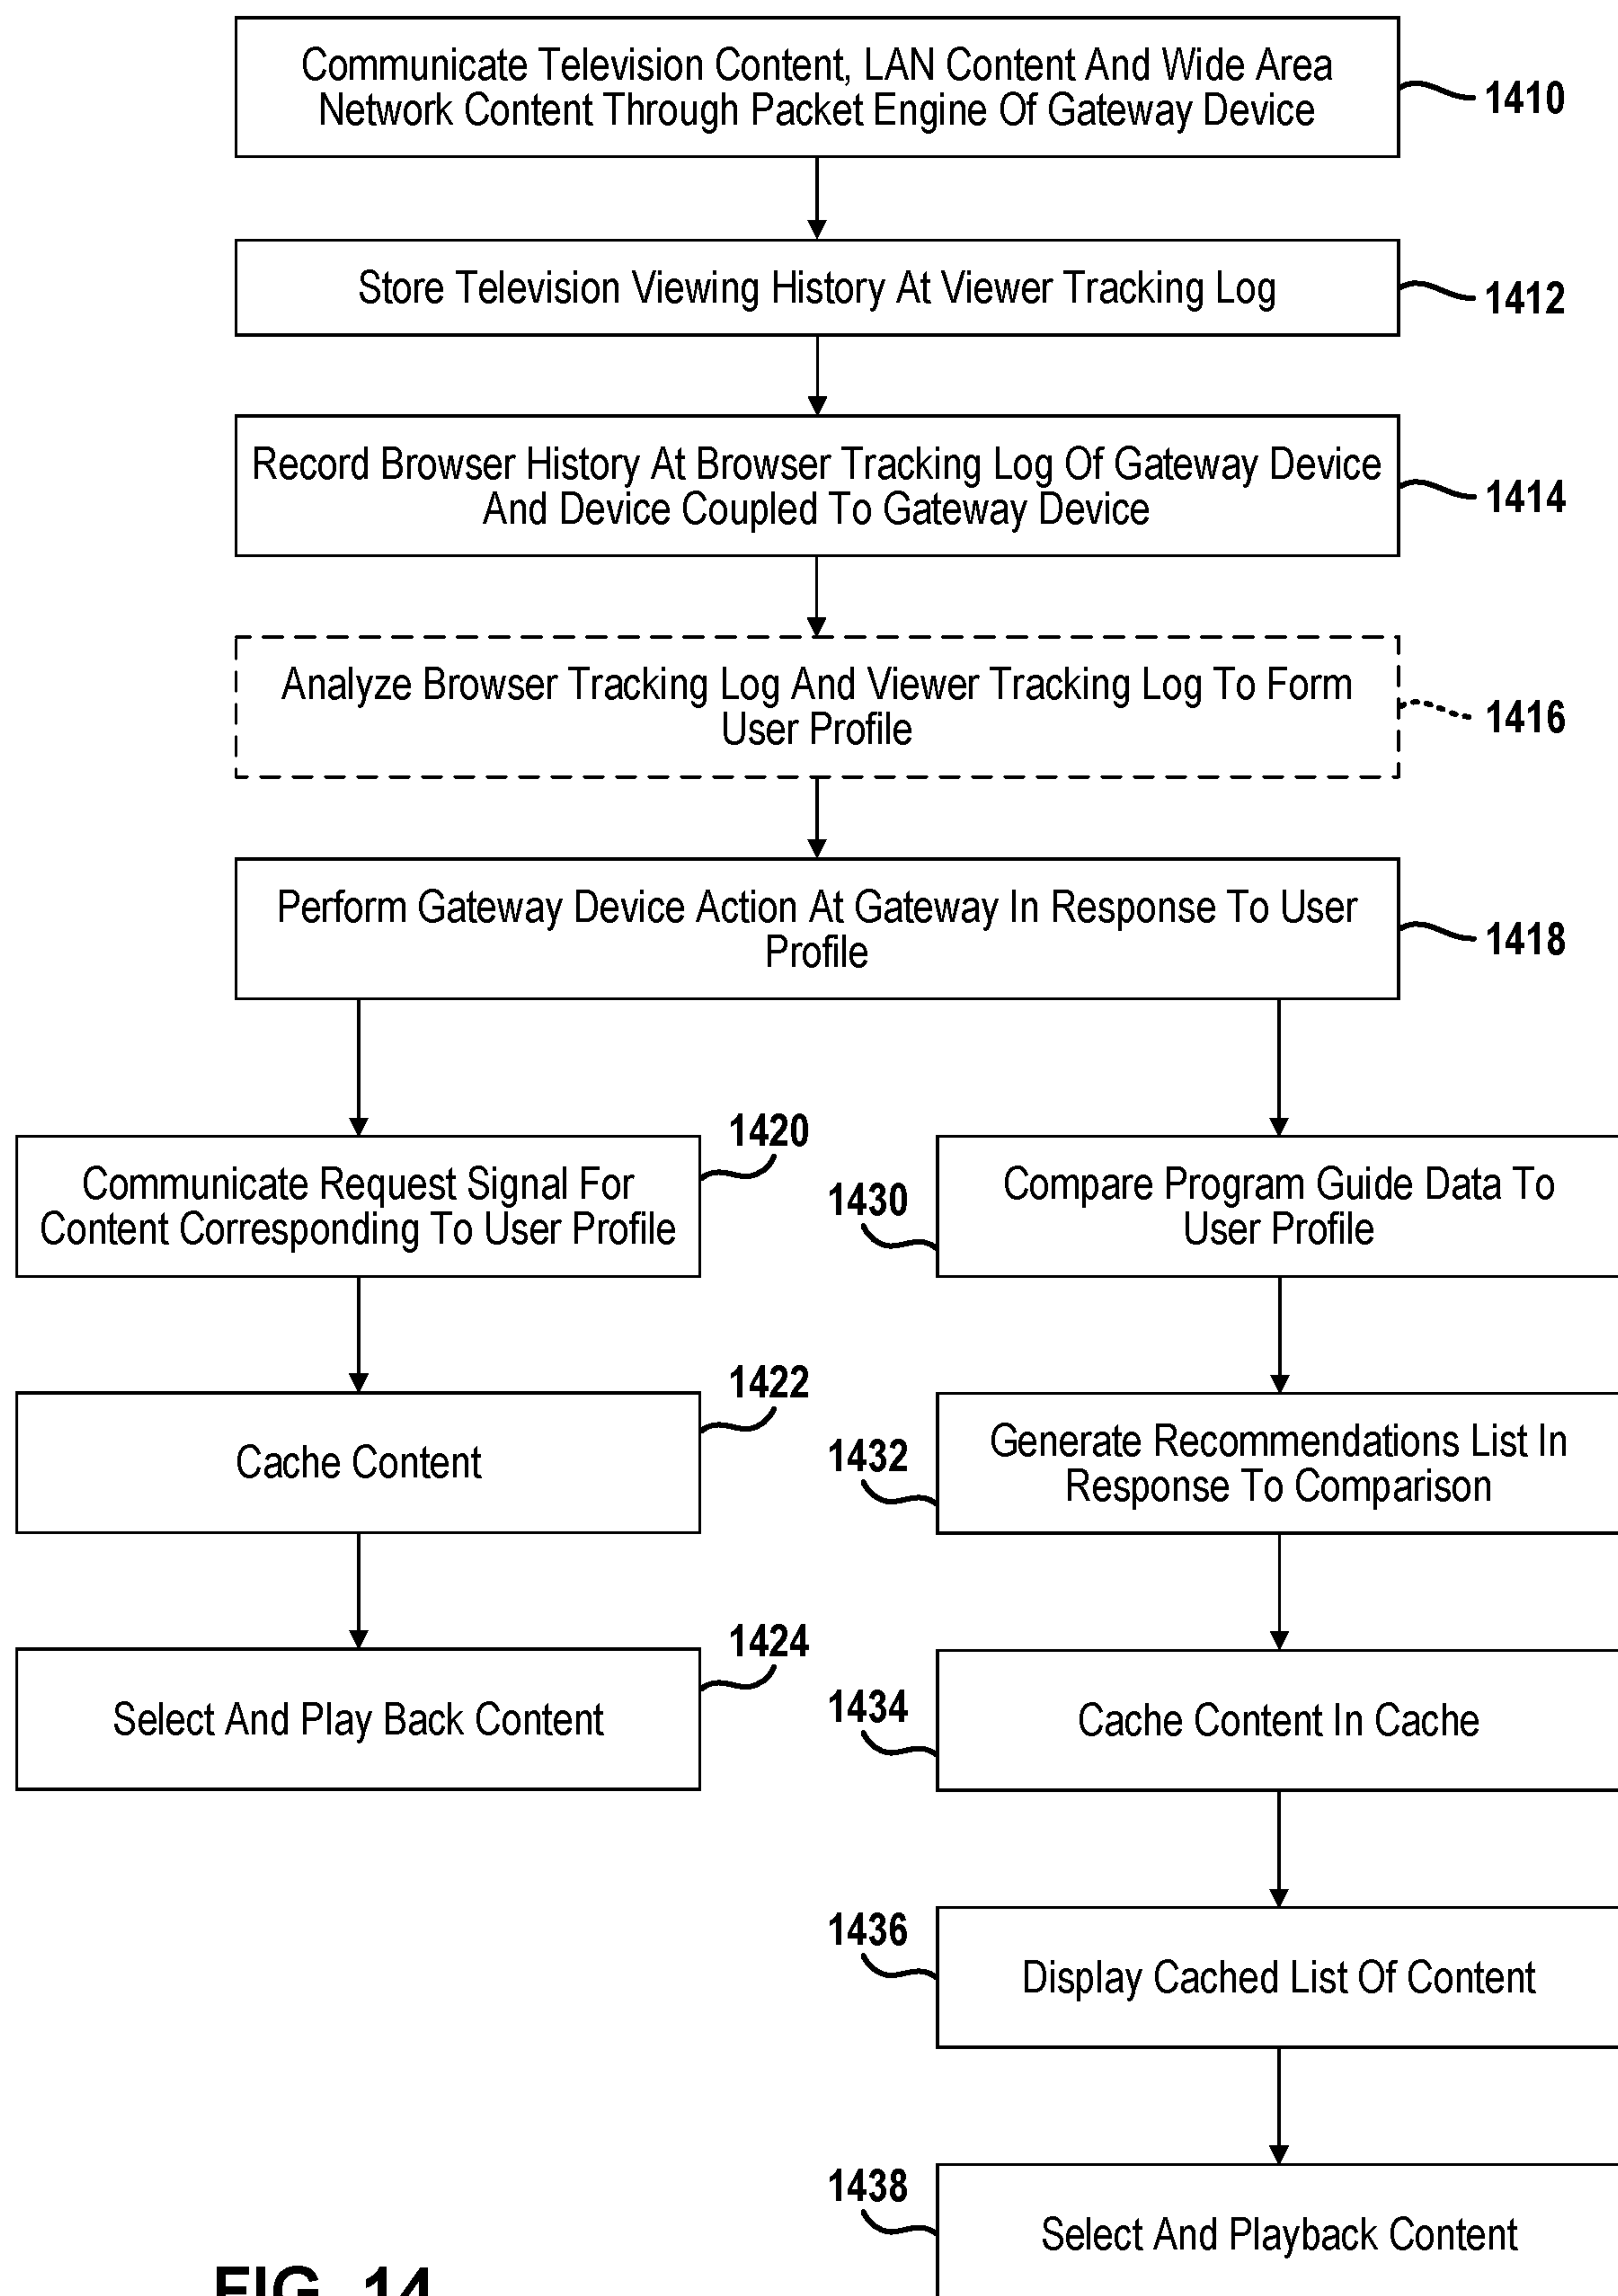 Communicate Television Content, LAN Content And Wide Area
Network Content Through Packet Engine Of Gateway Device
1410
Store Television Viewing History At Viewer Tracking Log
1412
Record Browser History At Browser Tracking Log Of Gateway Device
And Device Coupled To Gateway Device
1414
Analyze Browser Tracking Log And Viewer Tracking Log To Form
User Profile
1416
Perform Gateway Device Action At Gateway In Response To User
Profile
1418
1420
Communicate Request Signal For
Content Corresponding To User Profile
1422
Cache Content
1424
Select And Play Back Content
1430
Compare Program Guide Data To
User Profile
1432
Generate Recommendations List In
Response To Comparison
1434
Cache Content In Cache
1436
Display Cached List Of Content
1438
Select And Playback Content
FIG. 14